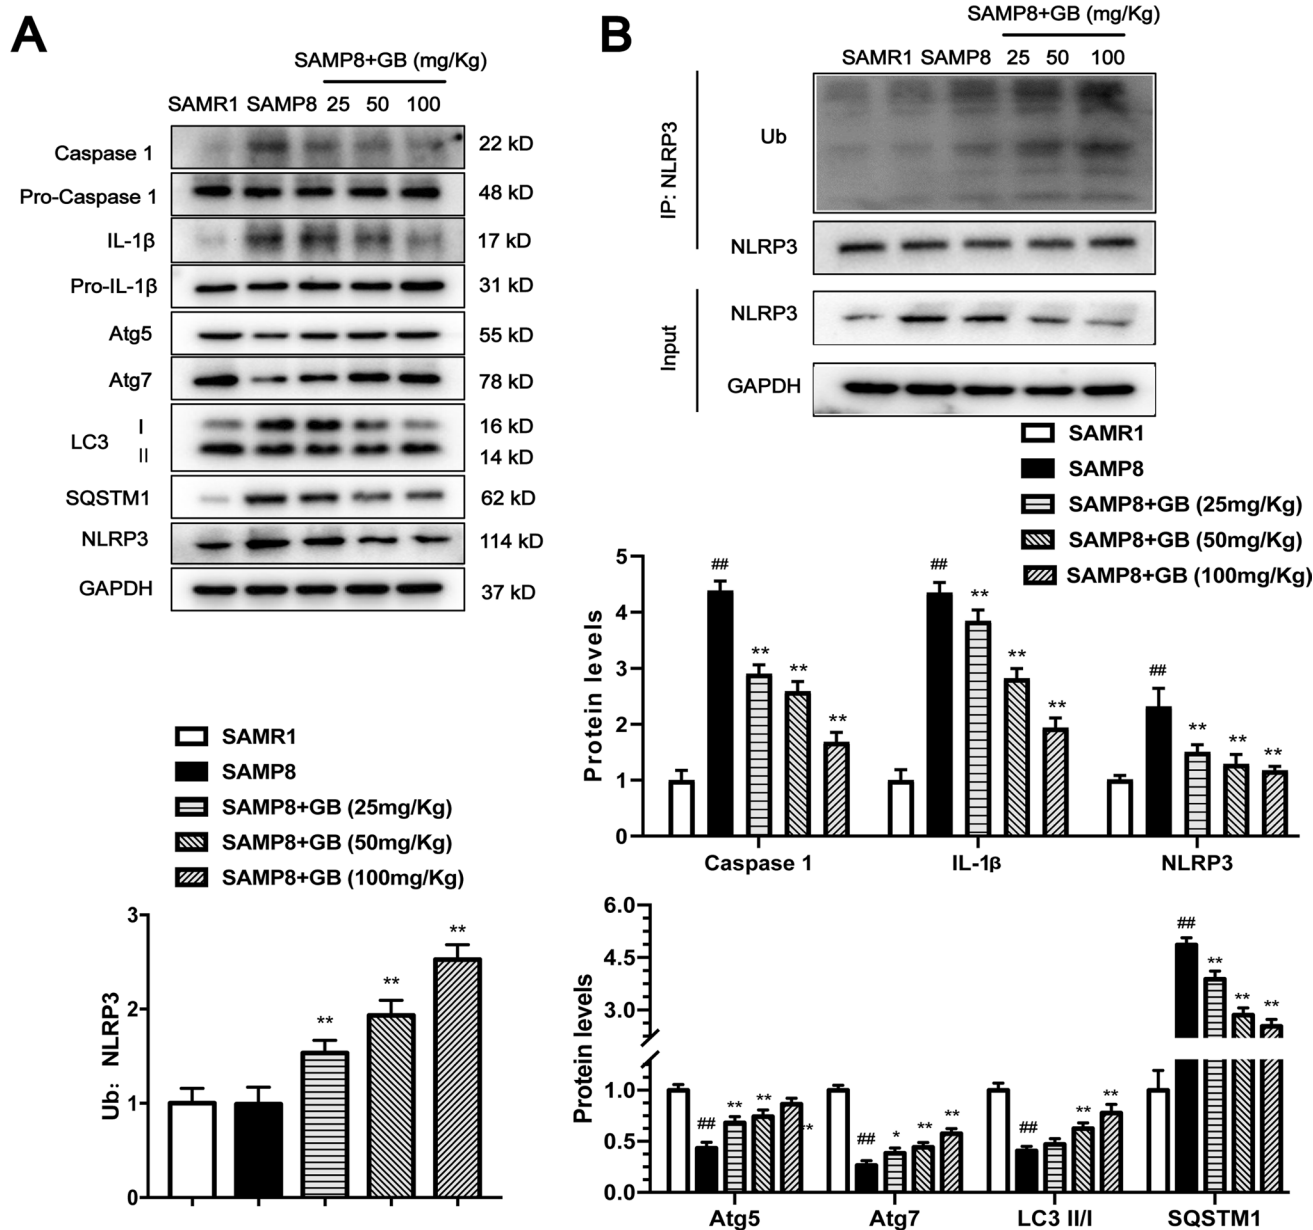 A
SAMP8+GB (mg/Kg)
SAMR1 SAMP8 25 50 100
Caspase 1 22 kD
Pro-Caspase 1 48 kD
IL-1β 17 kD
Pro-IL-1β 31 kD
Atg5 55 kD
Atg7 78 kD
LC3 I 16 kD
II 14 kD
SQSTM1 62 kD
NLRP3 114 kD
GAPDH 37 kD
B
SAMP8+GB (mg/Kg)
SAMR1 SAMP8 25 50 100
IP: NLRP3
Ub
NLRP3
Input
NLRP3
GAPDH
SAMR1
SAMP8
SAMP8+GB (25mg/Kg)
SAMP8+GB (50mg/Kg)
SAMP8+GB (100mg/Kg)
Protein levels
5
4
3
2
1
0
## ** ** **
## ** ** **
## ** ** **
Caspase 1 IL-1β NLRP3
SAMR1
SAMP8
SAMP8+GB (25mg/Kg)
SAMP8+GB (50mg/Kg)
SAMP8+GB (100mg/Kg)
Ub: NLRP3
3
2
1
0
** ** **
Protein levels
6.0
4.5
3.0
1.0
0.5
0.0
## ** ** **
## * ** **
## ** **
## ** ** **
Atg5 Atg7 LC3 II/I SQSTM1